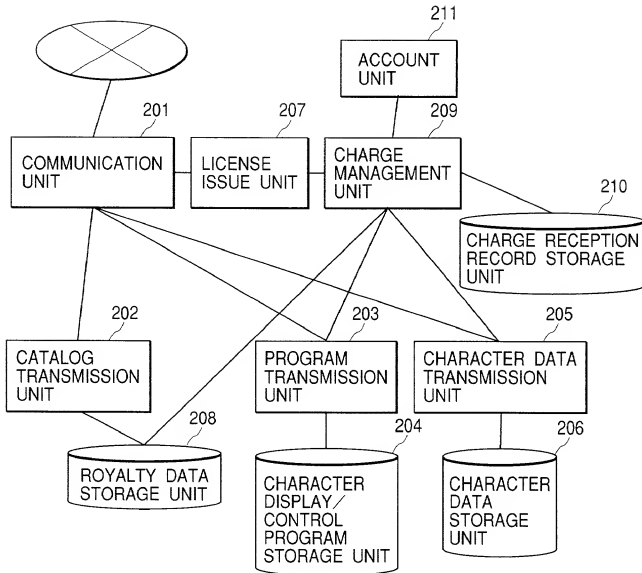 211
ACCOUNT
UNIT
201
COMMUNICATION
UNIT
207
LICENSE
ISSUE UNIT
209
CHARGE
MANAGEMENT
UNIT
210
CHARGE RECEPTION
RECORD STORAGE
UNIT
202
CATALOG
TRANSMISSION
UNIT
203
PROGRAM
TRANSMISSION
UNIT
205
CHARACTER DATA
TRANSMISSION
UNIT
208
ROYALTY DATA
STORAGE UNIT
204
CHARACTER
DISPLAY/
CONTROL
PROGRAM
STORAGE UNIT
206
CHARACTER
DATA
STORAGE
UNIT